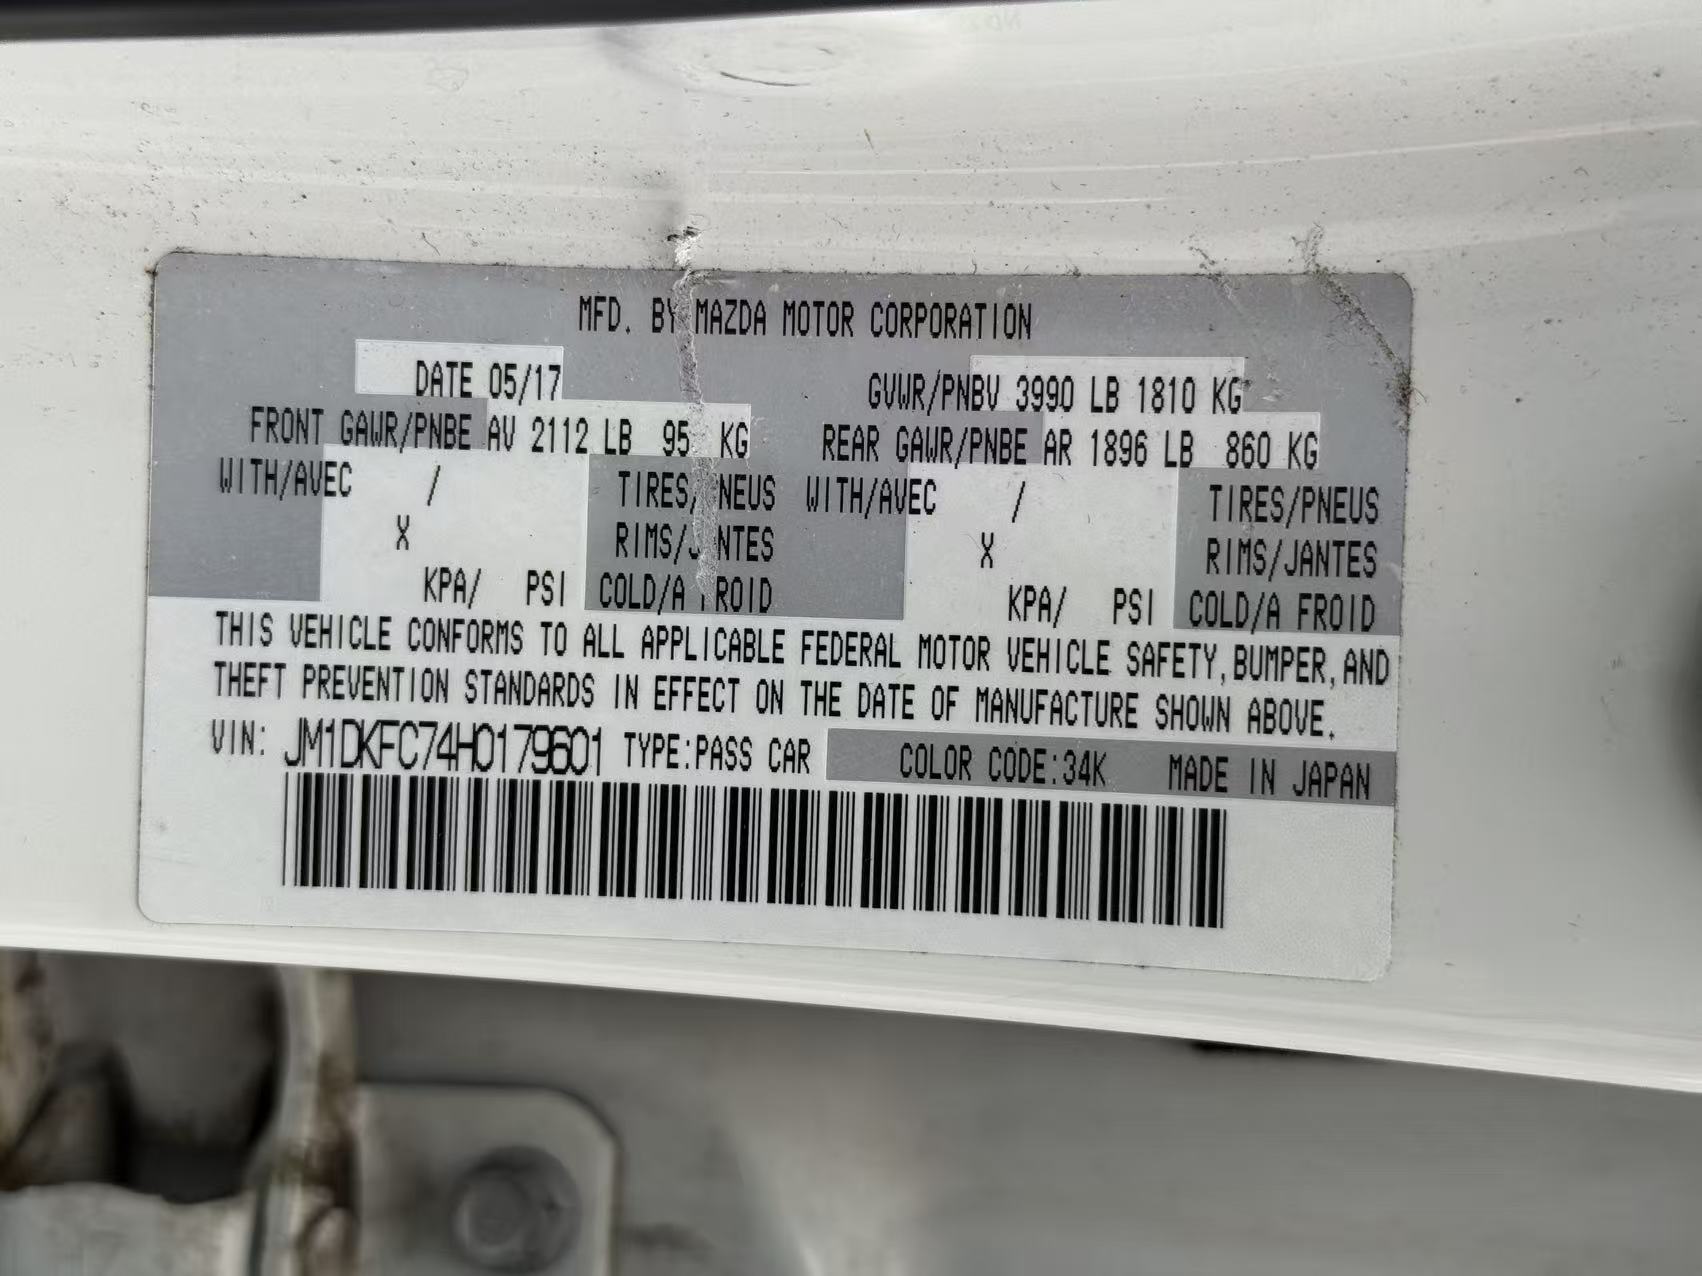 MFD. BY MAZDA MOTOR CORPORATION
DATE 05/17 GVWR/PNBV 3990 LB 1810 KG
FRONT GAWR/PNBE AV 2112 LB 95 KG REAR GAWR/PNBE AR 1896 LB 860 KG
WITH/AVEC / TIRES/ NEUS WITH/AVEC / TIRES/PNEUS
X RIMS/J NTES X RIMS/JANTES
KPA/ PSI COLD/A ROID KPA/ PSI COLD/A FROID
THIS VEHICLE CONFORMS TO ALL APPLICABLE FEDERAL MOTOR VEHICLE SAFETY, BUMPER, AND
THEFT PREVENTION STANDARDS IN EFFECT ON THE DATE OF MANUFACTURE SHOWN ABOVE.
VIN: JM1DKFC74H0179601 TYPE:PASS CAR COLOR CODE:34K MADE IN JAPAN